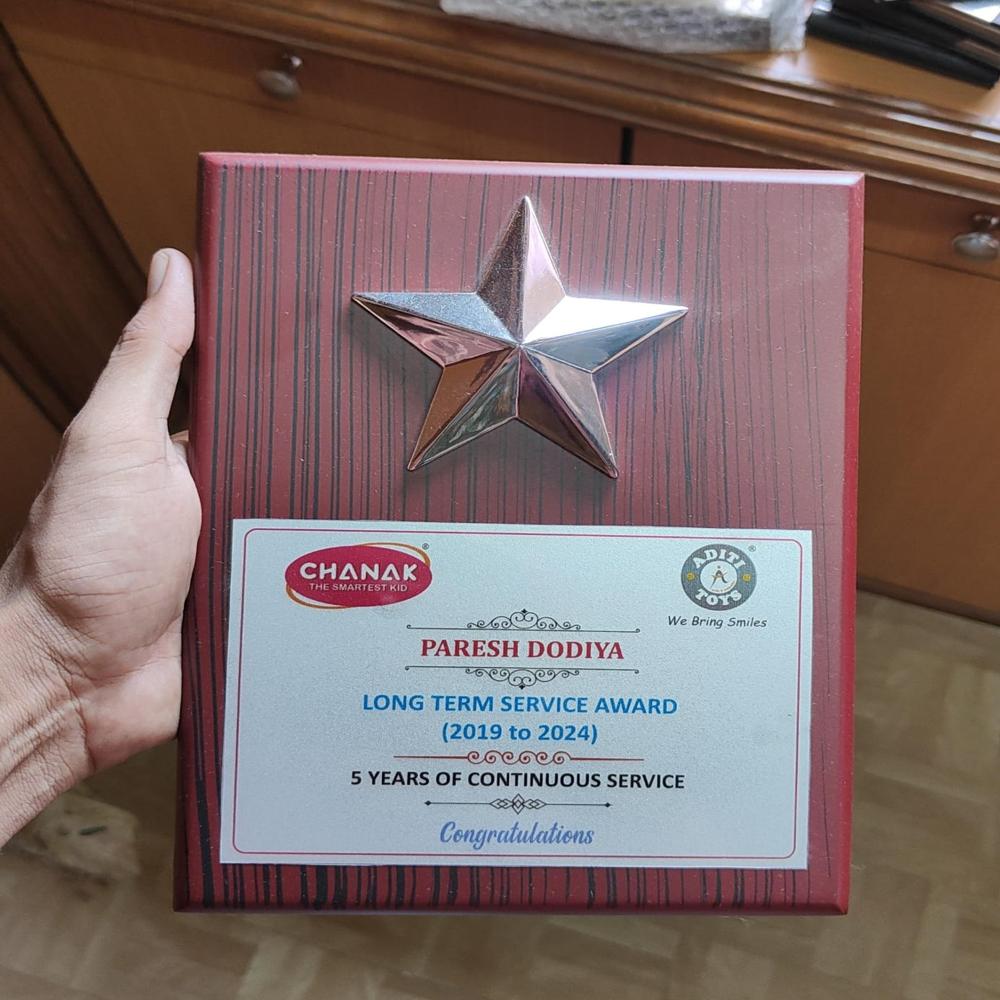 CHANAK®
THE SMARTEST KID
ADITI®
TOYS
We Bring Smiles
PARESH DODIYA
LONG TERM SERVICE AWARD
(2019 to 2024)
5 YEARS OF CONTINUOUS SERVICE
Congratulations